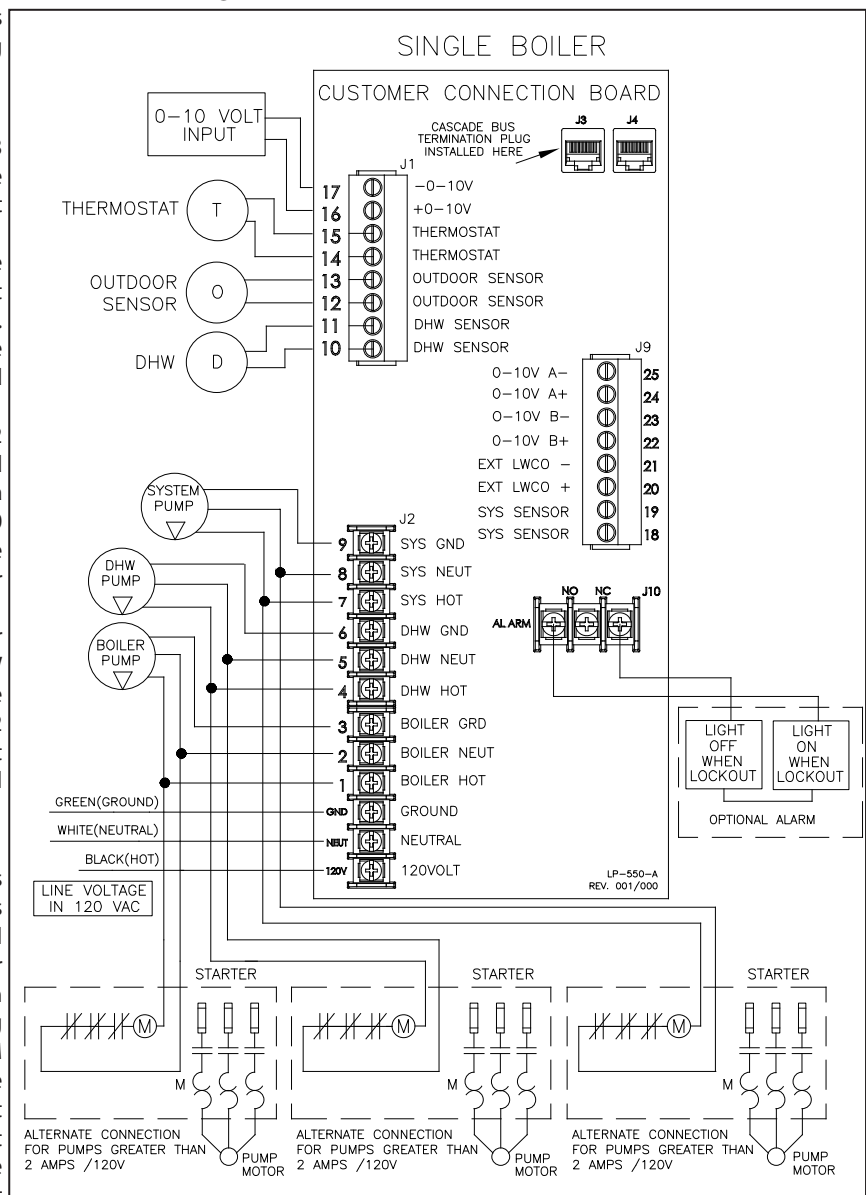 SINGLE BOILER
CUSTOMER CONNECTION BOARD
0-10 VOLT
INPUT
CASCADE BUS
TERMINATION PLUG
INSTALLED HERE
J3
J4
J1
17 -0-10V
16 +0-10V
THERMOSTAT
T
15 THERMOSTAT
14 THERMOSTAT
OUTDOOR
SENSOR
O
13 OUTDOOR SENSOR
12 OUTDOOR SENSOR
DHW
D
11 DHW SENSOR
10 DHW SENSOR
J9
0-10V A- 25
0-10V A+ 24
0-10V B- 23
0-10V B+ 22
EXT LWCO - 21
EXT LWCO + 20
SYS SENSOR 19
SYS SENSOR 18
SYSTEM
PUMP
DHW
PUMP
BOILER
PUMP
J2
9 SYS GND
8 SYS NEUT
7 SYS HOT
6 DHW GND
5 DHW NEUT
4 DHW HOT
3 BOILER GRD
2 BOILER NEUT
1 BOILER HOT
GND GROUND
NEUT NEUTRAL
120V 120VOLT
NO NC J10
ALARM
LIGHT
OFF
WHEN
LOCKOUT
LIGHT
ON
WHEN
LOCKOUT
OPTIONAL ALARM
GREEN(GROUND)
WHITE(NEUTRAL)
BLACK(HOT)
LINE VOLTAGE
IN 120 VAC
LP-550-A
REV. 001/000
STARTER
M
M
ALTERNATE CONNECTION
FOR PUMPS GREATER THAN
2 AMPS /120V
PUMP
MOTOR
STARTER
M
M
ALTERNATE CONNECTION
FOR PUMPS GREATER THAN
2 AMPS /120V
PUMP
MOTOR
STARTER
M
M
ALTERNATE CONNECTION
FOR PUMPS GREATER THAN
2 AMPS /120V
PUMP
MOTOR